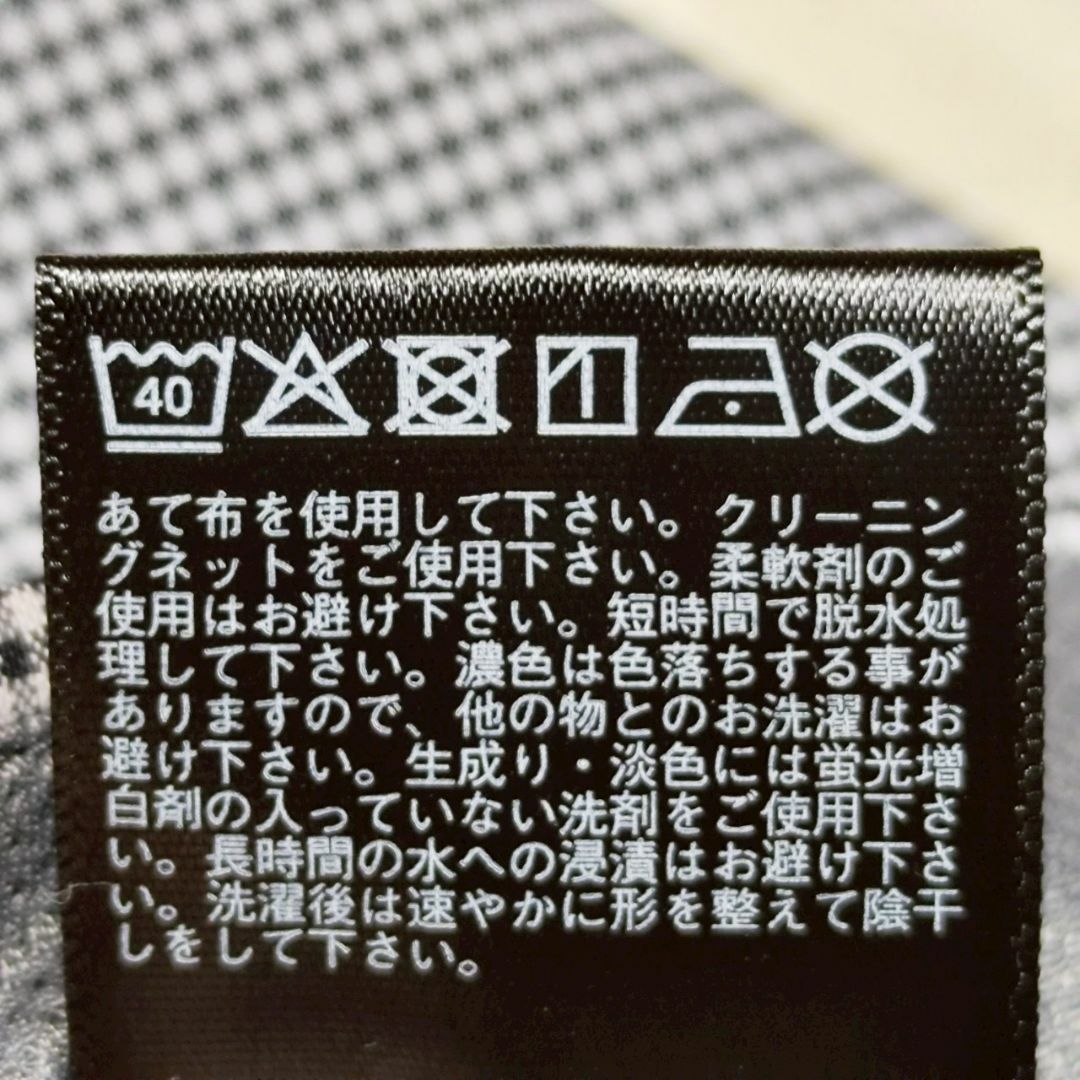 40
あて布を使用して下さい。クリーニン
グネットをご使用下さい。柔軟剤のご
使用はお避け下さい。短時間で脱水処
理して下さい。濃色は色落ちする事が
ありますので、他の物とのお洗濯はお
避け下さい。生成り・淡色には蛍光増
白剤の入っていない洗剤をご使用下さ
い。長時間の水への浸漬はお避け下さ
い。洗濯後は速やかに形を整えて陰干
しをして下さい。